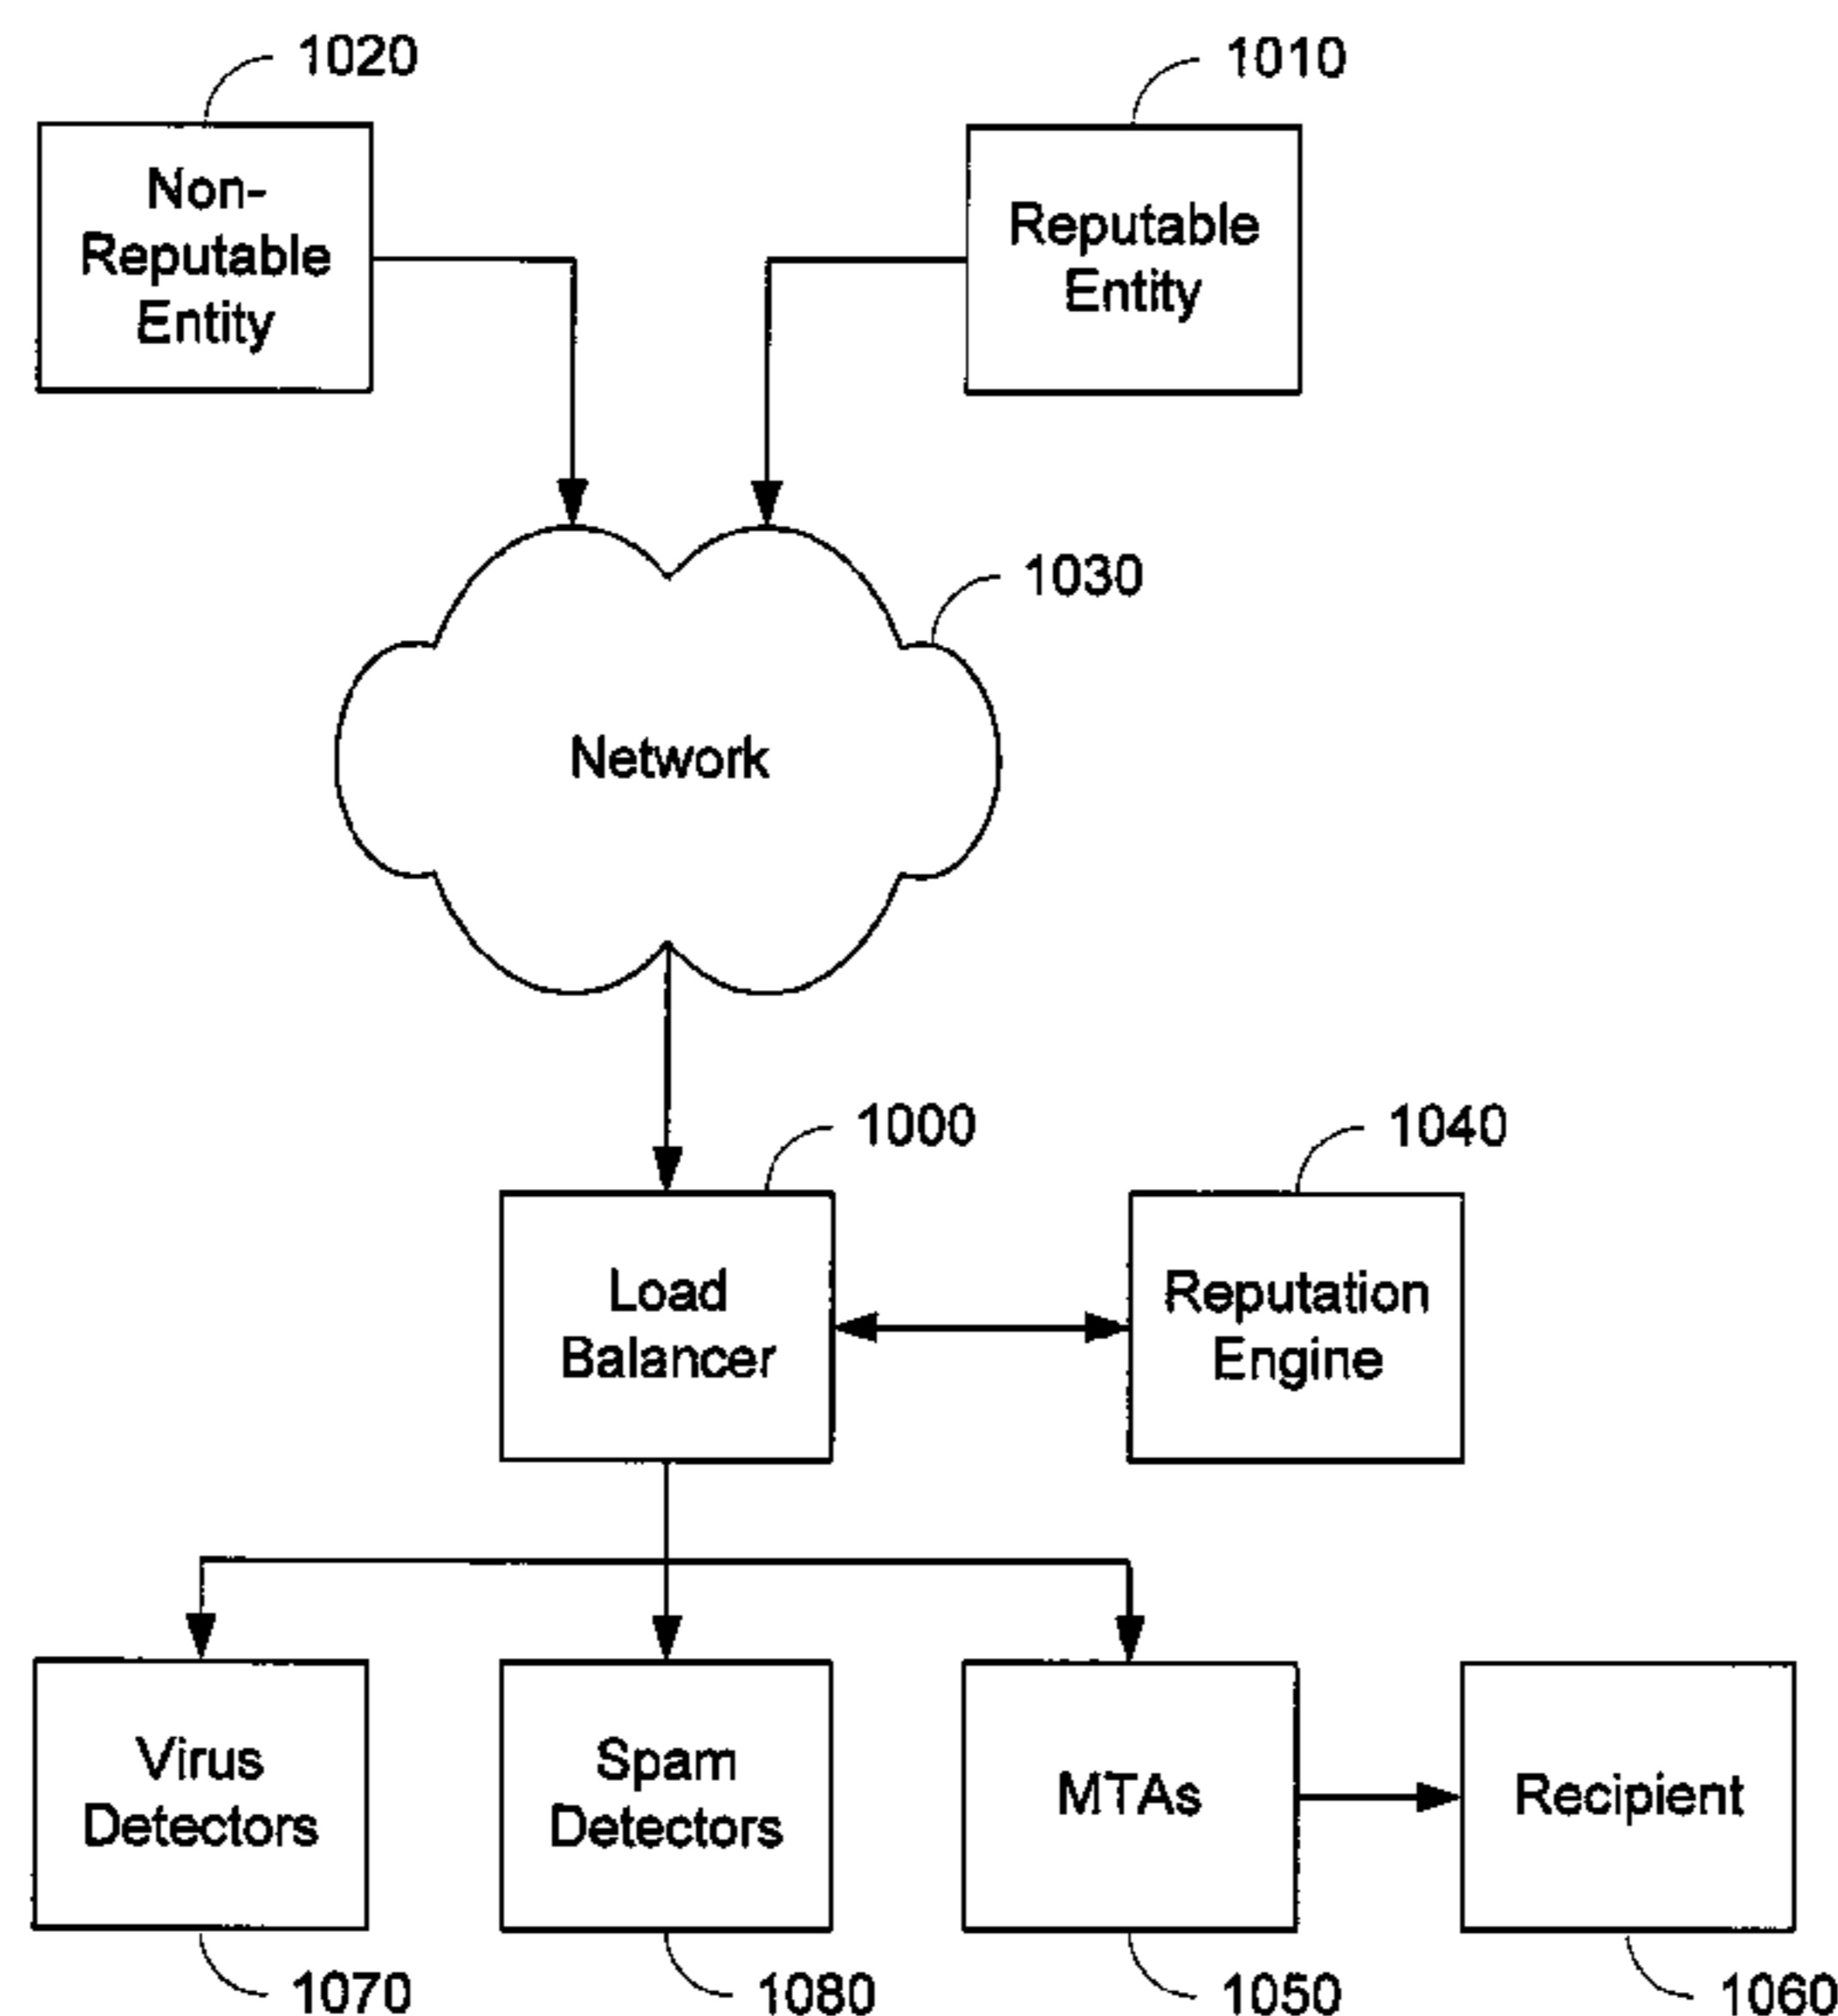 1020
1010
Non-
Reputable
Entity
Reputable
Entity
1030
Network
1000
1040
Load
Balancer
Reputation
Engine
Virus
Detectors
Spam
Detectors
MTAs
Recipient
1070
1080
1050
1060